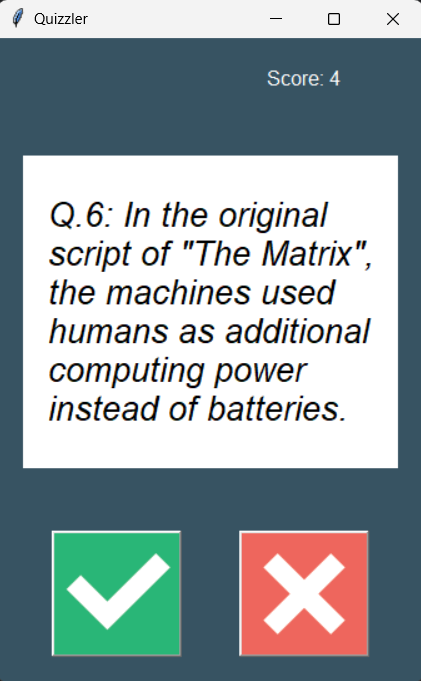 Quizzler
Score: 4
Q.6: In the original
script of "The Matrix",
the machines used
humans as additional
computing power
instead of batteries.